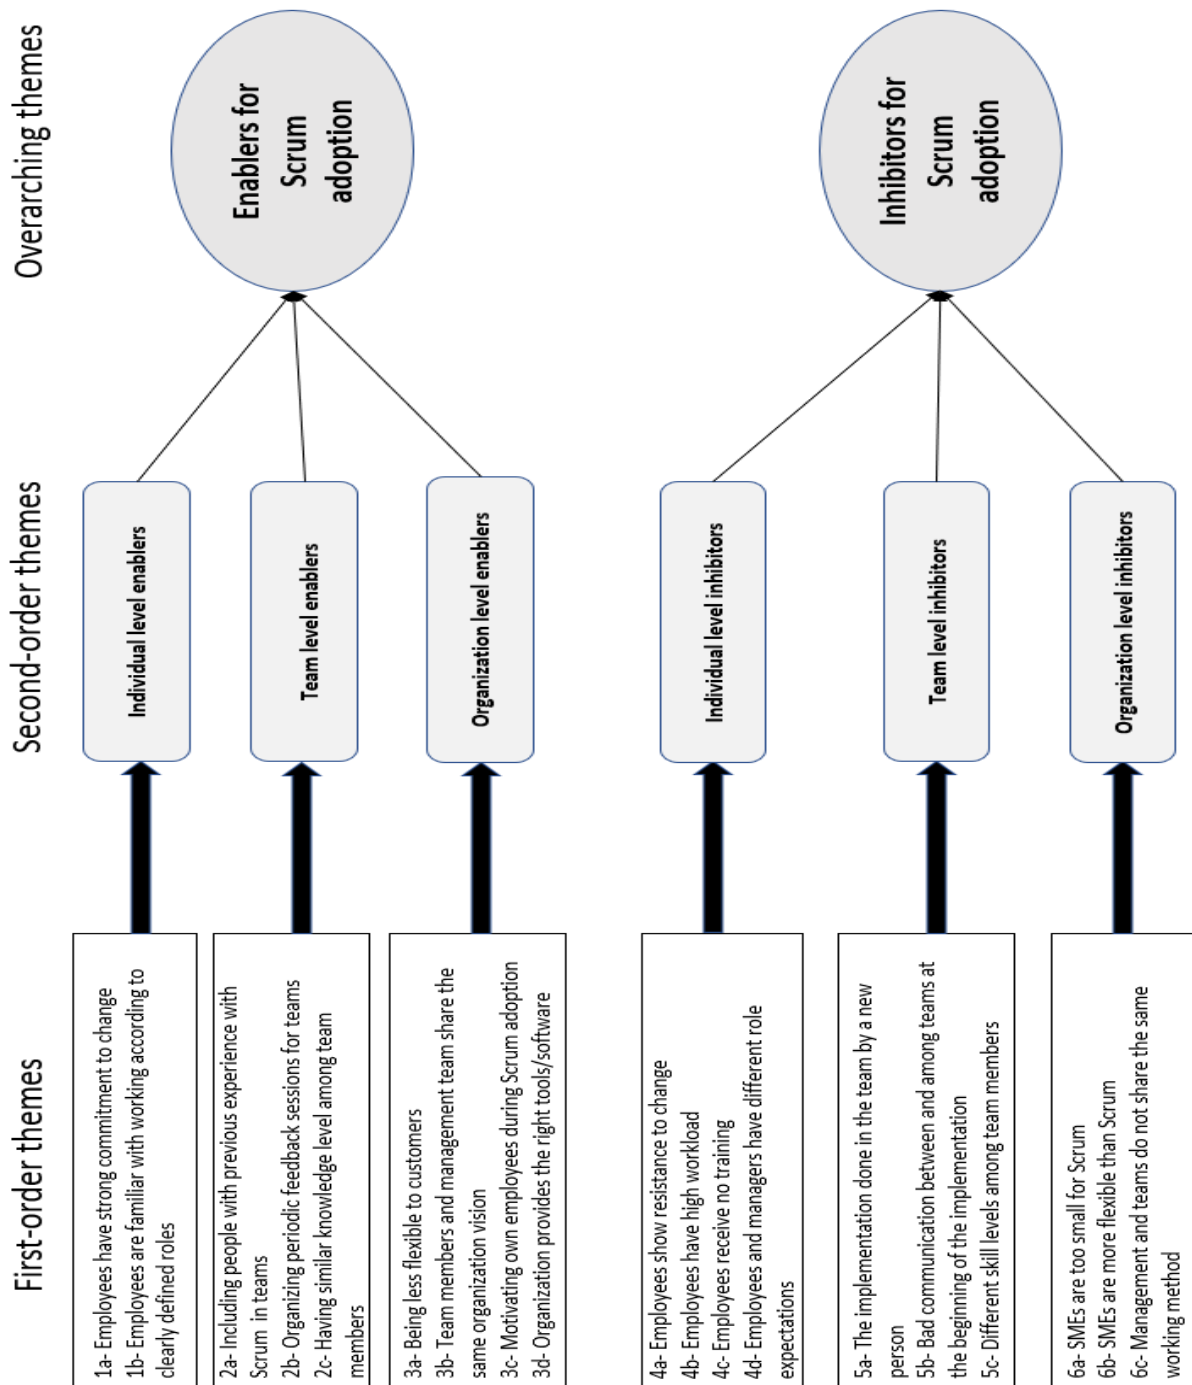 First-order themes
Second-order themes
Overarching themes
1a- Employees have strong commitment to change
1b- Employees are familiar with working according to
clearly defined roles
Individual level enablers
2a- Including people with previous experience with
Scrum in teams
2b- Organizing periodic feedback sessions for teams
2c- Having similar knowledge level among team
members
Team level enablers
3a- Being less flexible to customers
3b- Team members and management team share the
same organization vision
3c- Motivating own employees during Scrum adoption
3d- Organization provides the right tools/software
Organization level enablers
Enablers for
Scrum
adoption
4a- Employees show resistance to change
4b- Employees have high workload
4c- Employees receive no training
4d- Employees and managers have different role
expectations
Individual level inhibitors
5a- The implementation done in the team by a new
person
5b- Bad communication between and among teams at
the beginning of the implementation
5c- Different skill levels among team members
Team level inhibitors
6a- SMEs are too small for Scrum
6b- SMEs are more flexible than Scrum
6c- Management and teams do not share the same
working method
Organization level inhibitors
Inhibitors for
Scrum
adoption